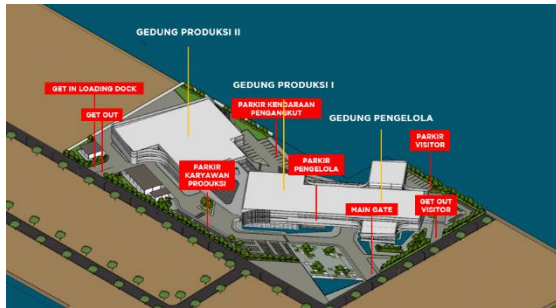 GEDUNG PRODUKSI II
GEDUNG PRODUKSI I
GET IN LOADING DOCK
PARKIR KENDARAAN
PENGANGKUT
GET OUT
GEDUNG PENGELOLA
PARKIR
VISITOR
PARKIR
KARYAWAN
PRODUKSI
PARKIR
PENGELOLA
MAIN GATE
GET OUT
VISITOR